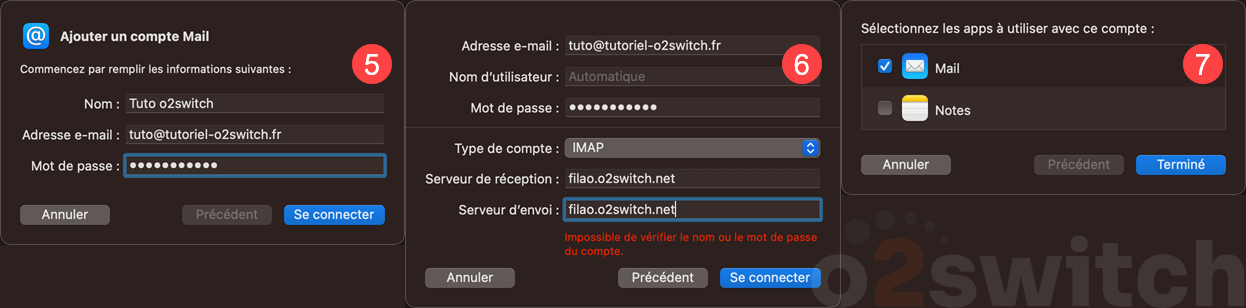 Ajouter un compte Mail
5
Commencez par remplir les informations suivantes :
Nom : Tuto o2switch
Adresse e-mail : tuto@tutoriel-o2switch.fr
Mot de passe : ●●●●●●●●●●●
Annuler Précédent Se connecter
Adresse e-mail : tuto@tutoriel-o2switch.fr
6
Nom d'utilisateur : Automatique
Mot de passe : ●●●●●●●●●●●
Type de compte : IMAP
Serveur de réception : filao.o2switch.net
Serveur d'envoi : filao.o2switch.net
Impossible de vérifier le nom ou le mot de passe
du compte.
Annuler Précédent Se connecter
Sélectionnez les apps à utiliser avec ce compte :
7
Mail
Notes
Annuler Précédent Terminé
o2switch